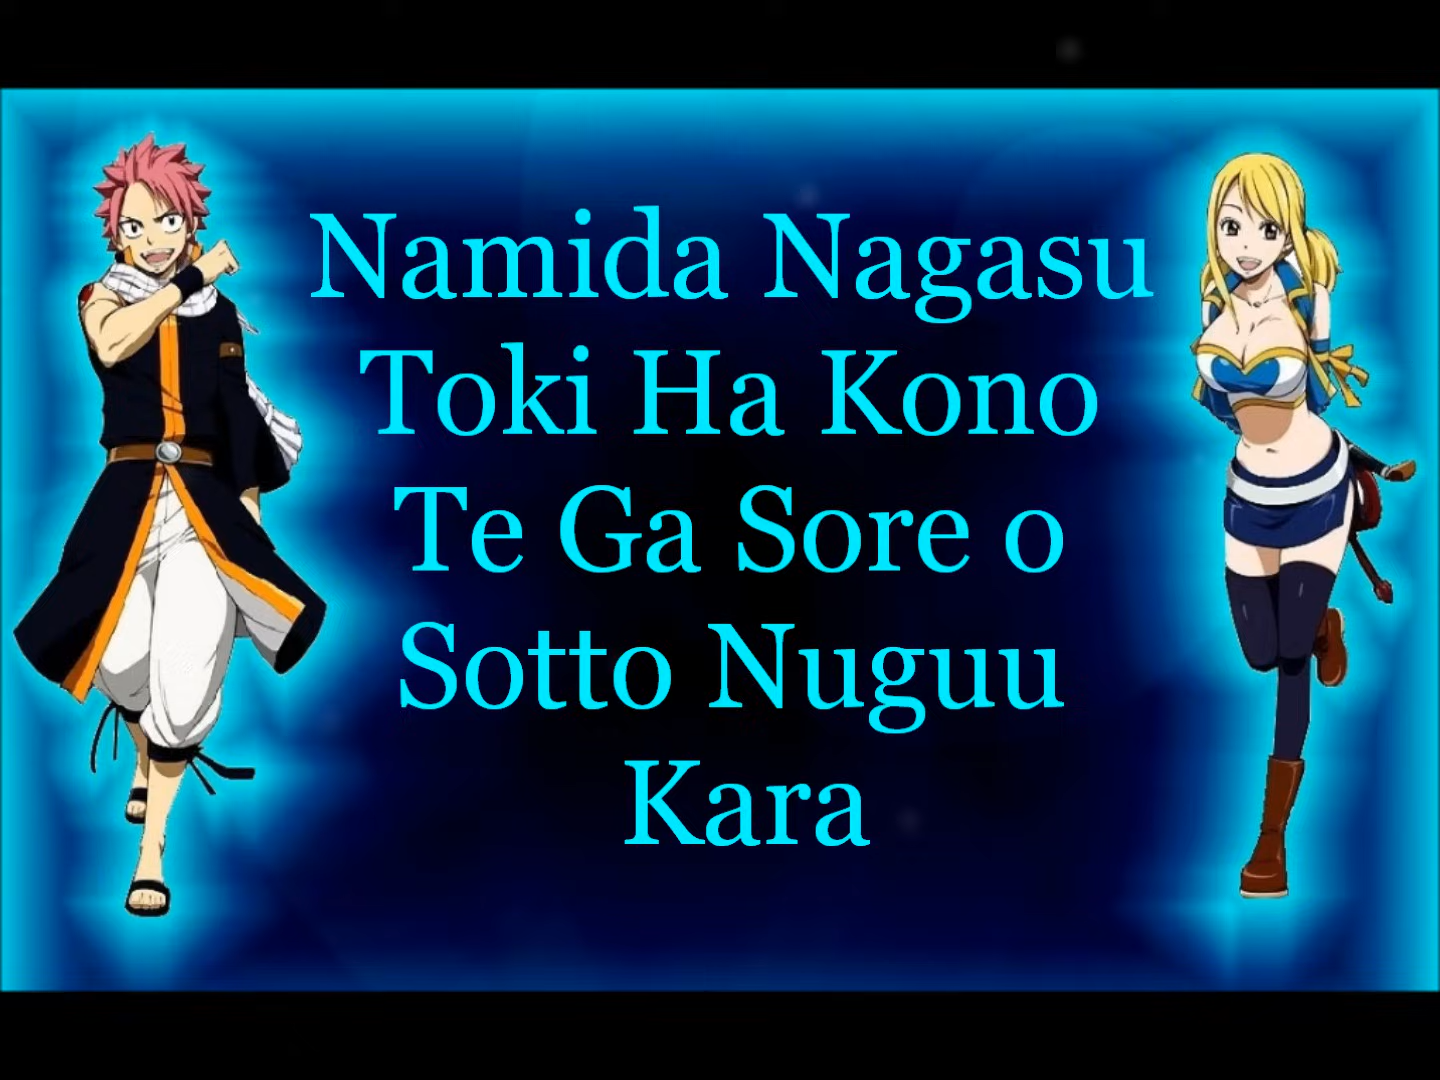 Namida Nagasu
Toki Ha Kono
Te Ga Sore o
Sotto Nuguu
Kara